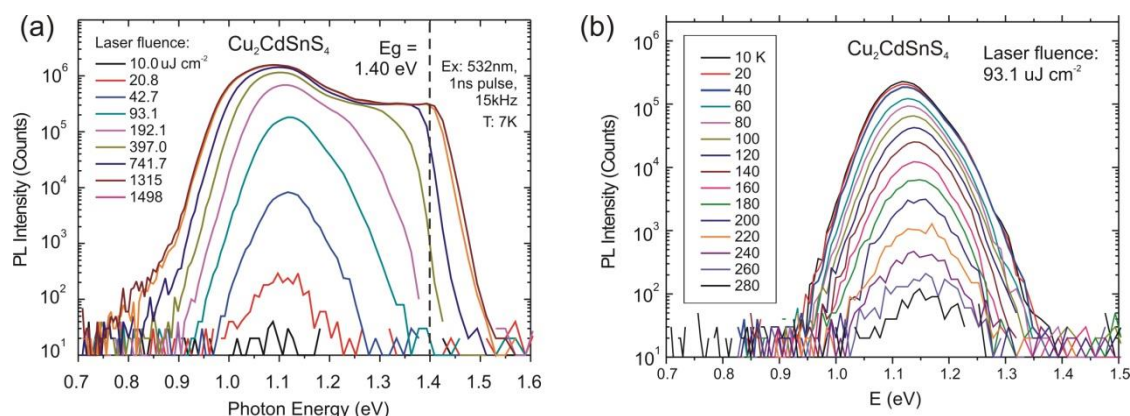 (a)
Laser fluence:
10.0 uJ cm⁻²
20.8
42.7
93.1
192.1
397.0
741.7
1315
1498
Cu₂CdSnS₄
Eg =
1.40 eV
Ex: 532nm,
1ns pulse,
15kHz
T: 7K
PL Intensity (Counts)
10⁶
10⁵
10⁴
10³
10²
10¹
0.7 0.8 0.9 1.0 1.1 1.2 1.3 1.4 1.5 1.6
Photon Energy (eV)
(b)
Cu₂CdSnS₄
Laser fluence:
93.1 uJ cm⁻²
10 K
20
40
60
80
100
120
140
160
180
200
220
240
260
280
PL Intensity (Counts)
10⁶
10⁵
10⁴
10³
10²
10¹
0.7 0.8 0.9 1.0 1.1 1.2 1.3 1.4 1.5
E (eV)